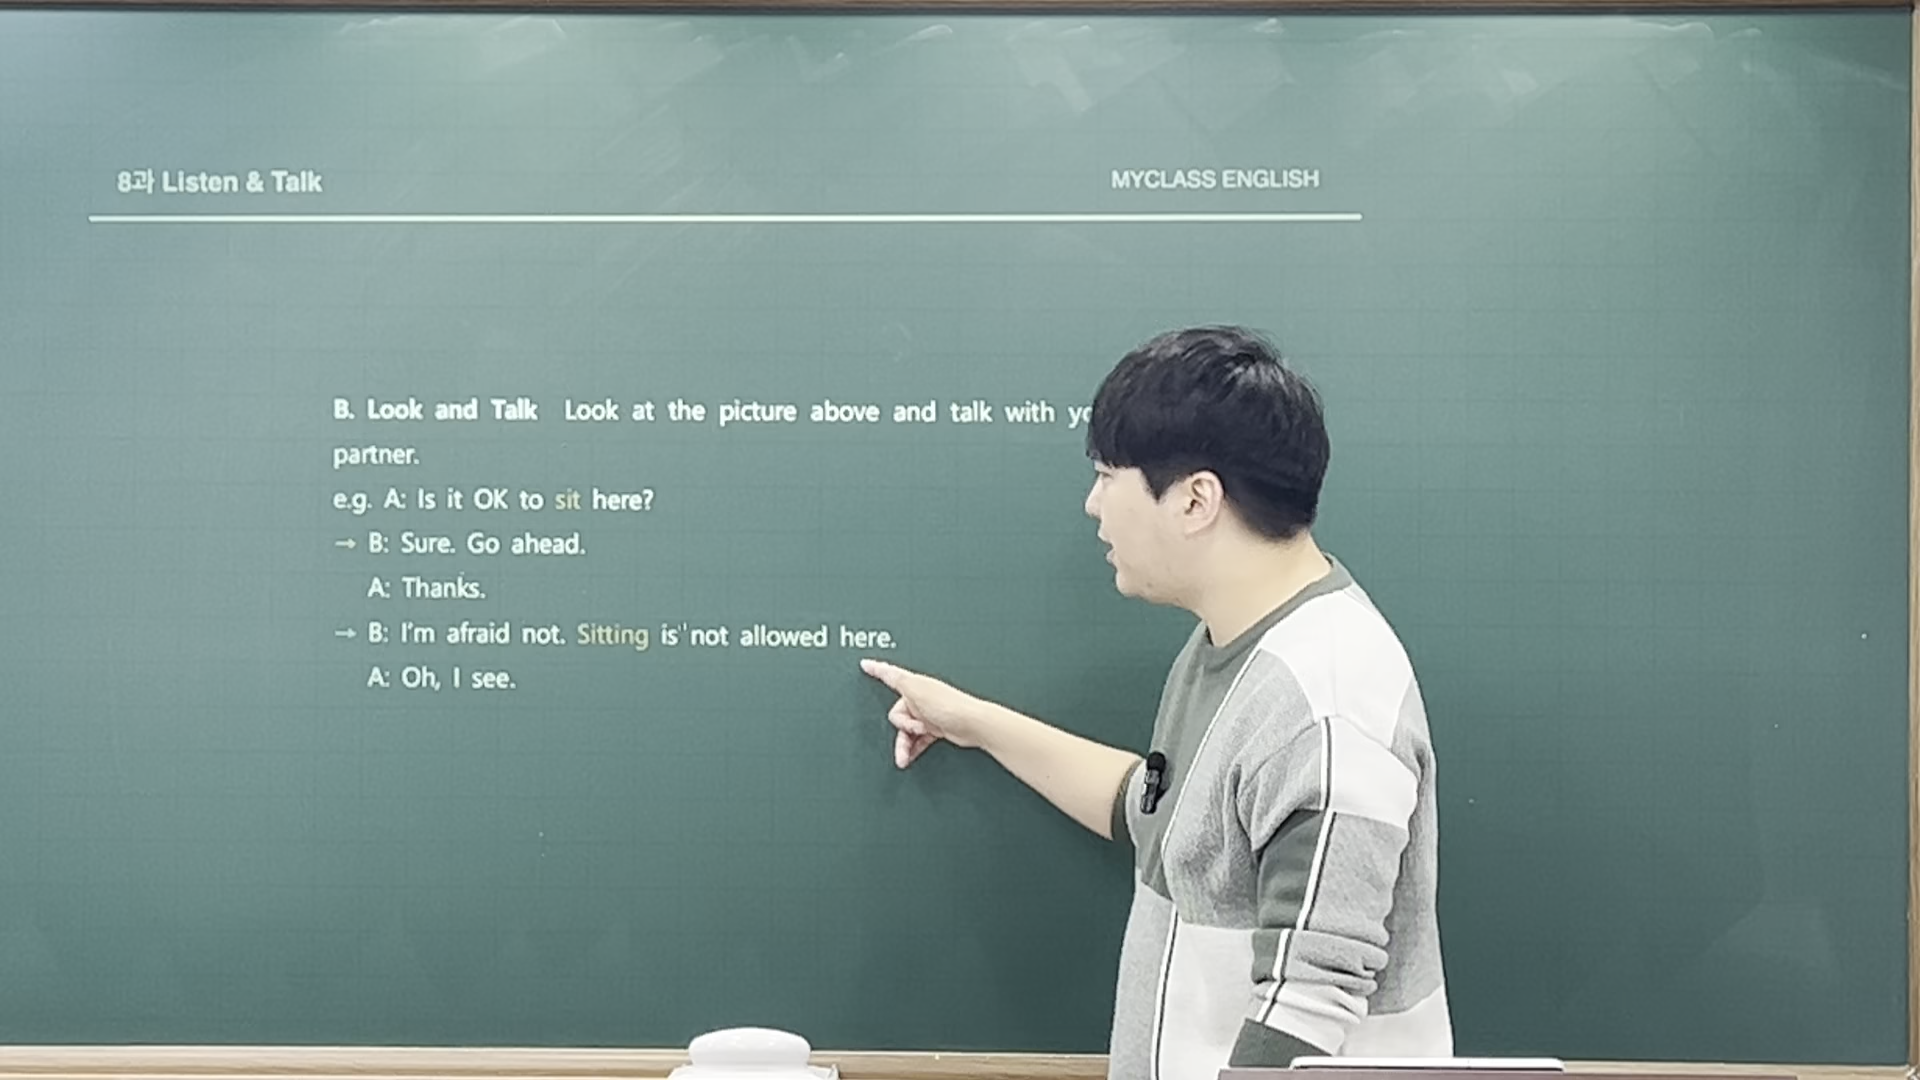 8과 Listen & Talk
MYCLASS ENGLISH
B. Look and Talk Look at the picture above and talk with
partner.
e.g. A: Is it OK to sit here?
→ B: Sure. Go ahead.
A: Thanks.
→ B: I'm afraid not. Sitting is not allowed here.
A: Oh, I see.